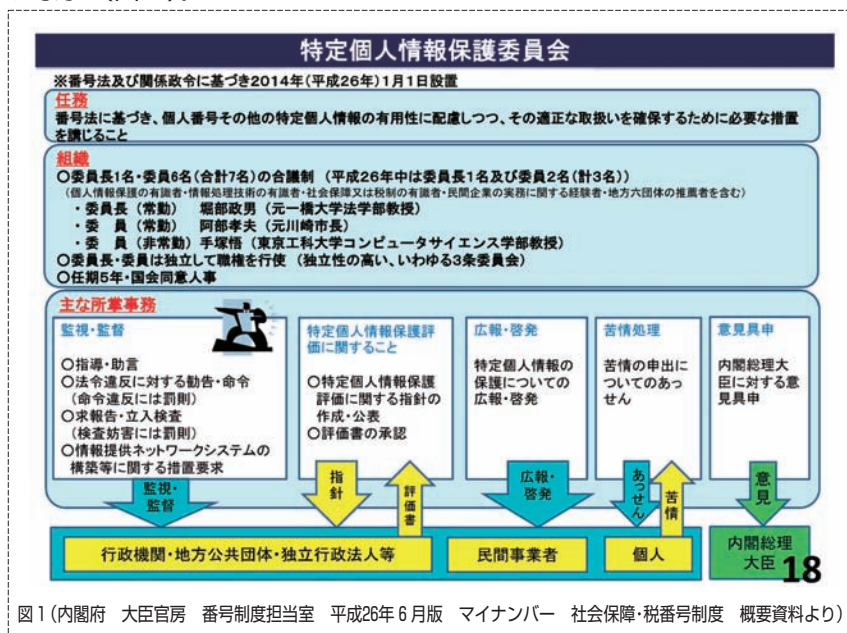 特定個人情報保護委員会
※番号法及び関係政令に基づき2014年(平成26年)1月1日設置
任務
番号法に基づき、個人番号その他の特定個人情報の有用性に配慮しつつ、その適正な取扱いを確保するために必要な措置
を講じること
組織
○委員長1名・委員6名(合計7名)の合議制 (平成26年中は委員長1名及び委員2名(計3名))
(個人情報保護の有識者・情報処理技術の有識者・社会保障又は税制の有識者・民間企業の実務に関する経験者・地方六団体の推薦者を含む)
・委員長(常勤) 堀部政男(元一橋大学法学部教授)
・委 員(常勤) 阿部孝夫(元川崎市長)
・委 員(非常勤)手塚悟(東京工科大学コンピュータサイエンス学部教授)
○委員長・委員は独立して職権を行使 (独立性の高い、いわゆる3条委員会)
○任期5年・国会同意人事
主な所掌事務
監視・監督
○指導・助言
○法令違反に対する勧告・命令
(命令違反には罰則)
○求報告・立入検査
(検査妨害には罰則)
○情報提供ネットワークシステムの
構築等に関する措置要求
特定個人情報保護評
価に関すること
○特定個人情報保護
評価に関する指針の
作成・公表
○評価書の承認
広報・啓発
特定個人情報の
保護についての
広報・啓発
苦情処理
苦情の申出に
ついてのあっ
せん
意見具申
内閣総理大
臣に対する意
見具申
監視・
監督
指針
評価書
広報・
啓発
あっせん
苦情
意見
行政機関・地方公共団体・独立行政法人等
民間事業者
個人
内閣総理
大臣
18
図1(内閣府 大臣官房 番号制度担当室 平成26年6月版 マイナンバー 社会保障・税番号制度 概要資料より)